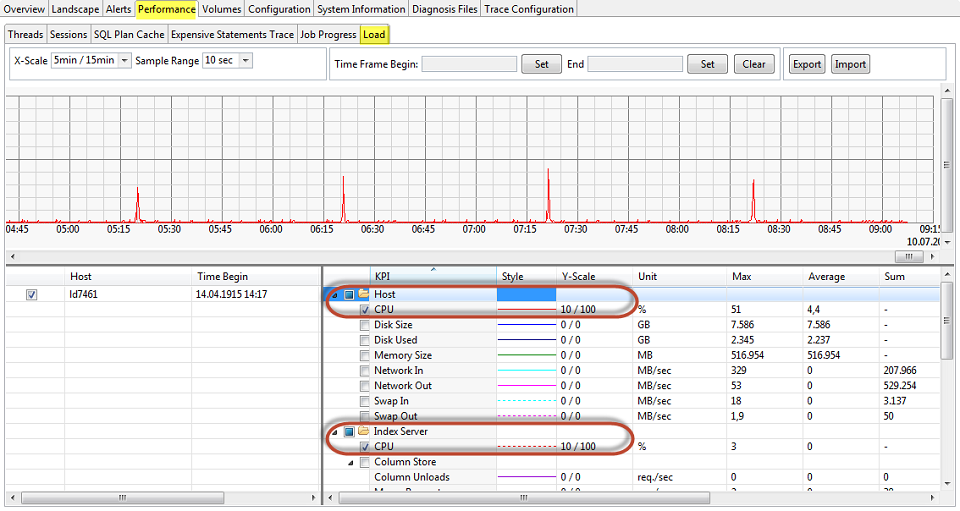 Overview Landscape Alerts Performance Volumes Configuration System Information Diagnosis Files Trace Configuration
Threads Sessions SQL Plan Cache Expensive Statements Trace Job Progress Load
X-Scale 5min / 15min Sample Range 10 sec Time Frame Begin: Set End Set Clear Export Import
04:45 05:00 05:15 05:30 05:45 06:00 06:15 06:30 06:45 07:00 07:15 07:30 07:45 08:00 08:15 08:30 08:45 09:00 09:15
10.07.20
Host Time Begin KPI Style Y-Scale Unit Max Average Sum
ld7461 14.04.1915 14:17 Host
CPU 10 / 100 % 51 4,4 -
Disk Size 0 / 0 GB 7.586 7.586 -
Disk Used 0 / 0 GB 2.345 2.237 -
Memory Size 0 / 0 MB 516.954 516.954 -
Network In 0 / 0 MB/sec 329 0 207.966
Network Out 0 / 0 MB/sec 53 0 529.254
Swap In 0 / 0 MB/sec 18 0 3.137
Swap Out 0 / 0 MB/sec 1,9 0 50
Index Server
CPU 10 / 100 % 3 0 -
Column Store
Column Unloads 0 / 0 req./sec 0 0 0